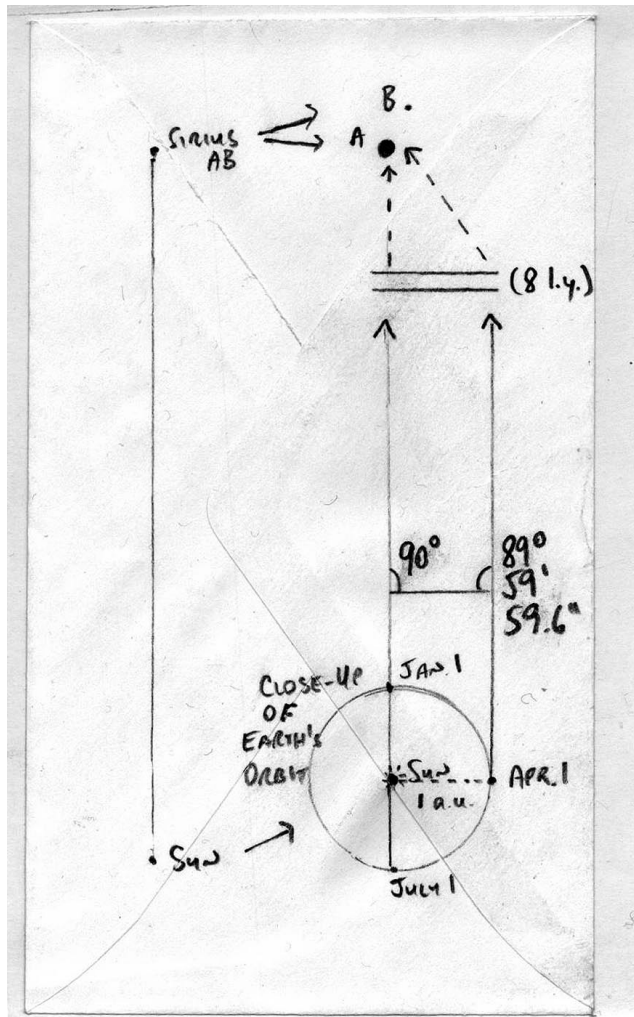 B.
SIRIUS
AB
A
(8 l.y.)
90°
89°
59'
59.6"
JAN. 1
CLOSE-UP
OF
EARTH'S
ORBIT
SUN
1 a.u.
APR. 1
SUN
JULY 1